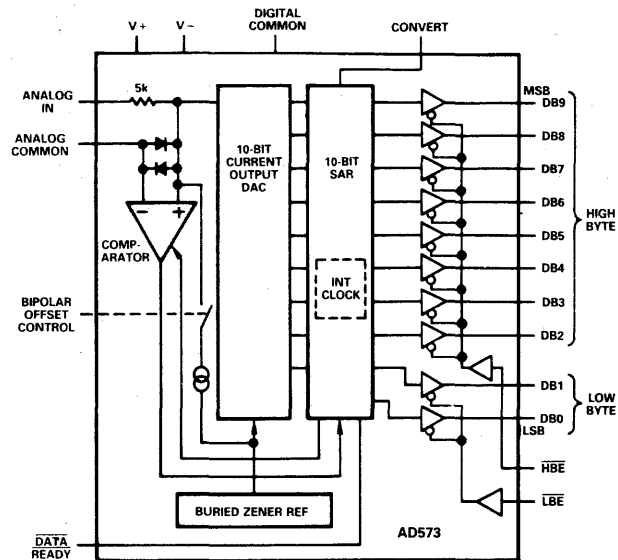 V+
V-
DIGITAL
COMMON
CONVERT
ANALOG
IN
5k
ANALOG
COMMON
-
+
COMP-
ARATOR
BIPOLAR
OFFSET
CONTROL
10-BIT
CURRENT
OUTPUT
DAC
10-BIT
SAR
INT
CLOCK
BURIED ZENER REF
MSB
DB9
DB8
DB7
DB6
DB5
DB4
DB3
DB2
HIGH
BYTE
DB1
DB0
LSB
LOW
BYTE
HBE
LBE
DATA
READY
AD573